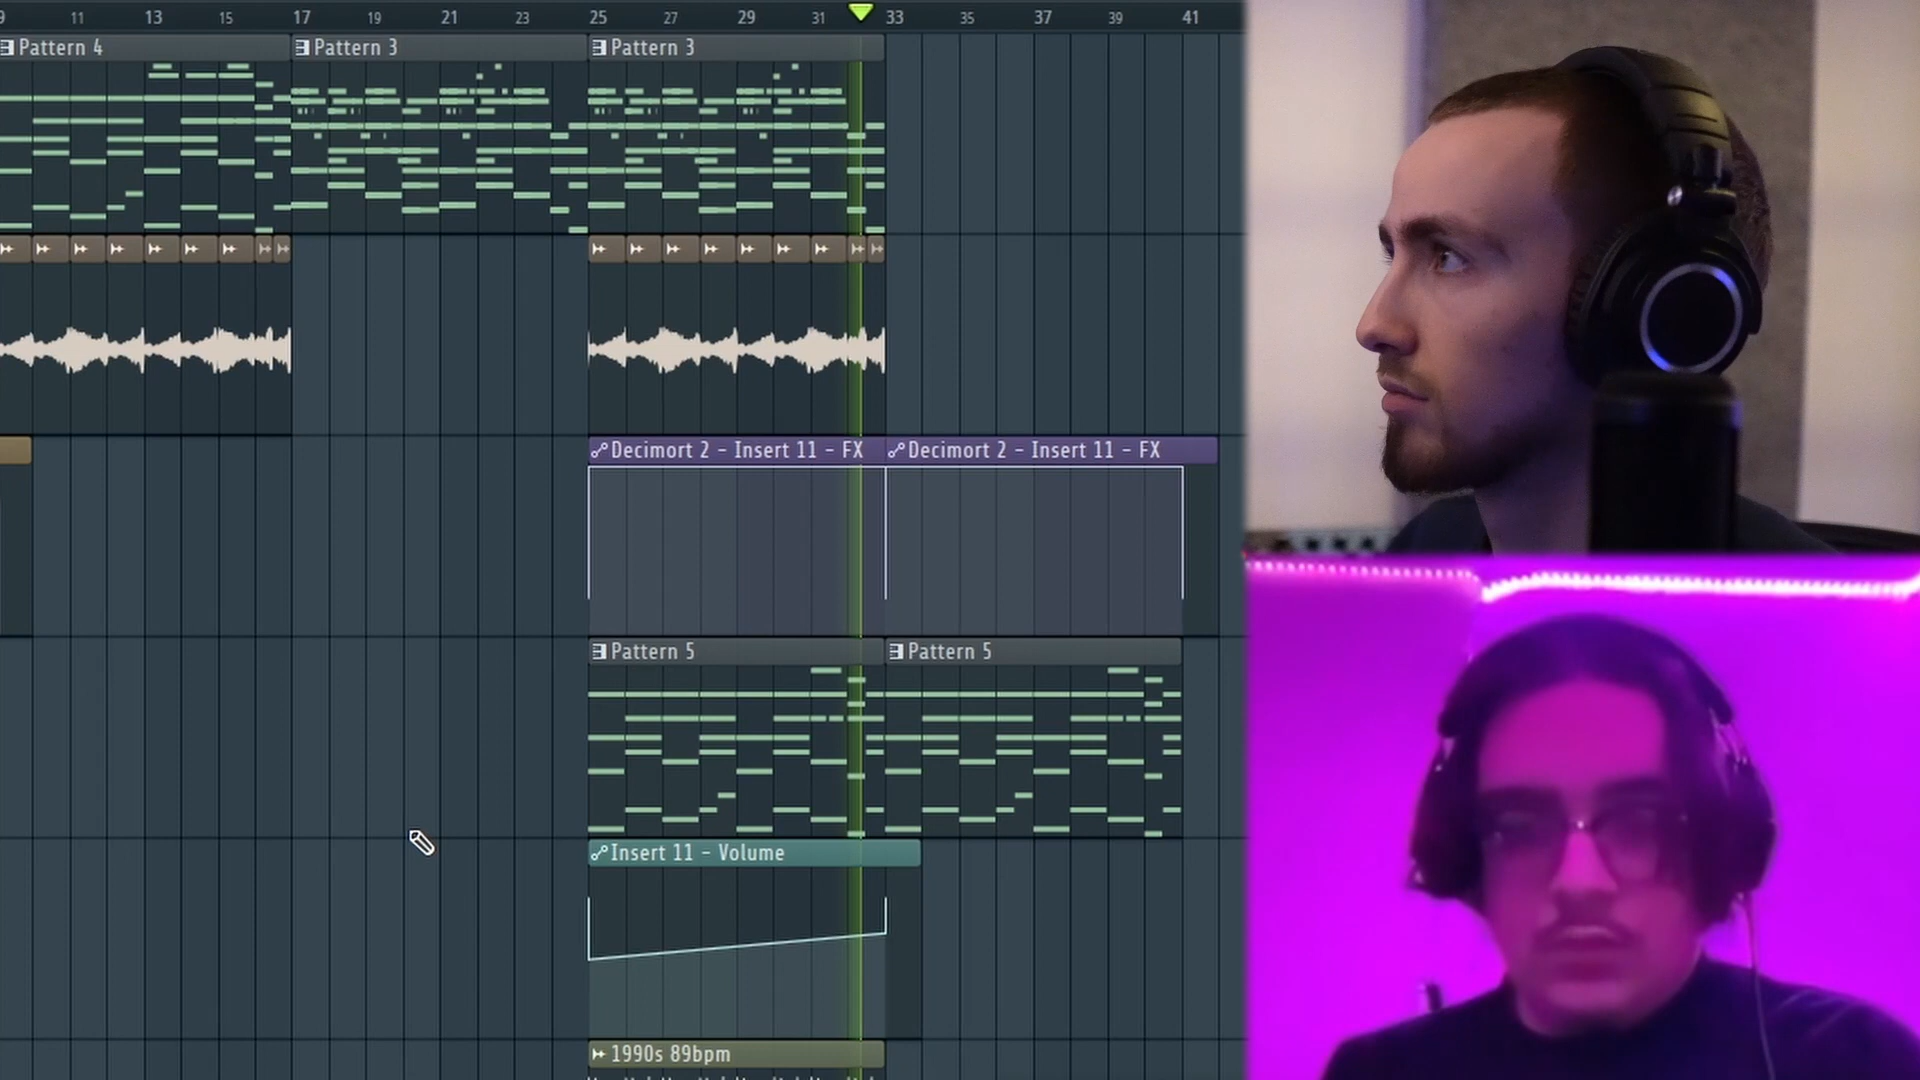 9 11 13 15 17 19 21 23 25 27 29 31 33 35 37 39 41
Pattern 4 Pattern 3 Pattern 3
Decimort 2 - Insert 11 - FX Decimort 2 - Insert 11 - FX
Pattern 5 Pattern 5
Insert 11 - Volume
1990s 89bpm